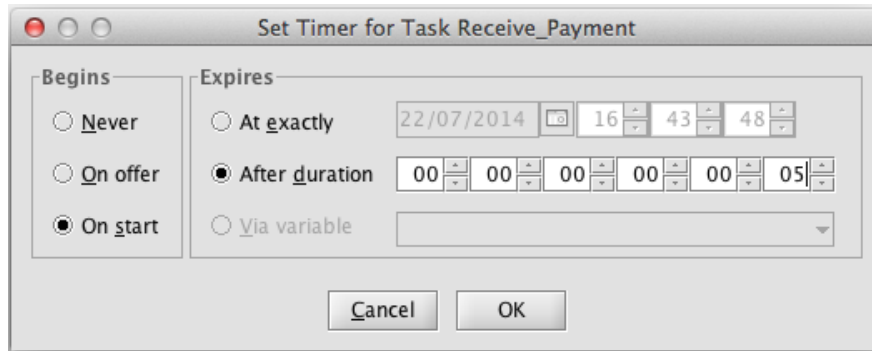 Set Timer for Task Receive_Payment
Begins
Never
On offer
On start
Expires
At exactly 22/07/2014 16 43 48
After duration 00 00 00 00 00 05
Via variable
Cancel OK